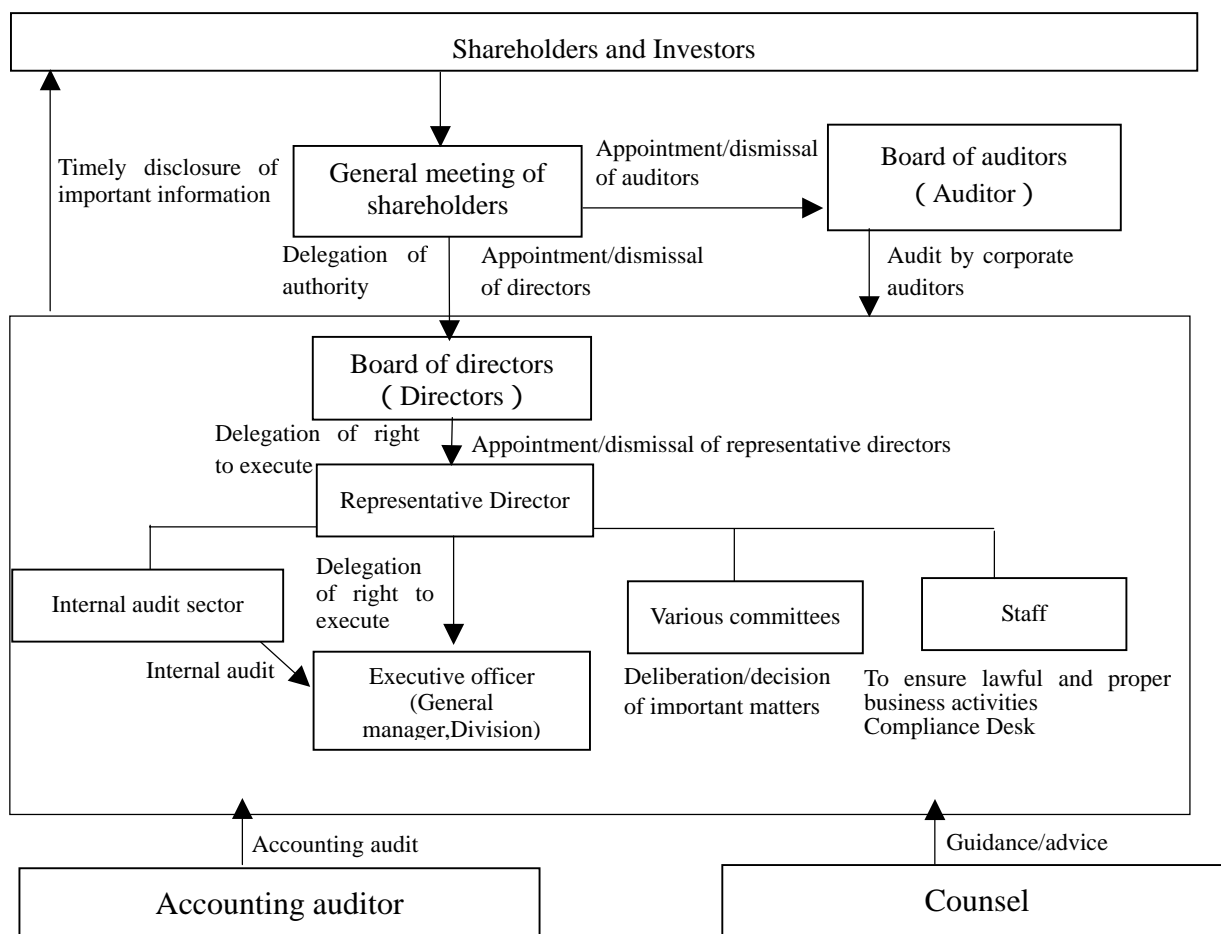 Shareholders and Investors
Timely disclosure of
important information
General meeting of
shareholders
Appointment/dismissal
of auditors
Board of auditors
( Auditor )
Delegation of
authority
Appointment/dismissal
of directors
Audit by corporate
auditors
Board of directors
( Directors )
Delegation of right
to execute
Appointment/dismissal of representative directors
Representative Director
Internal audit sector
Delegation
of right to
execute
Various committees
Staff
Internal audit
Executive officer
(General
manager,Division)
Deliberation/decision
of important matters
To ensure lawful and proper
business activities
Compliance Desk
Accounting audit
Guidance/advice
Accounting auditor
Counsel